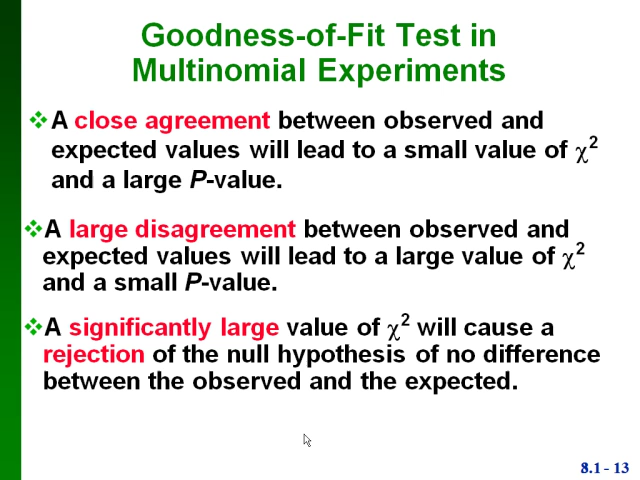 Goodness-of-Fit Test in
Multinomial Experiments
❖A close agreement between observed and
expected values will lead to a small value of χ²
and a large P-value.
❖A large disagreement between observed and
expected values will lead to a large value of χ²
and a small P-value.
❖A significantly large value of χ² will cause a
rejection of the null hypothesis of no difference
between the observed and the expected.
8.1 - 13